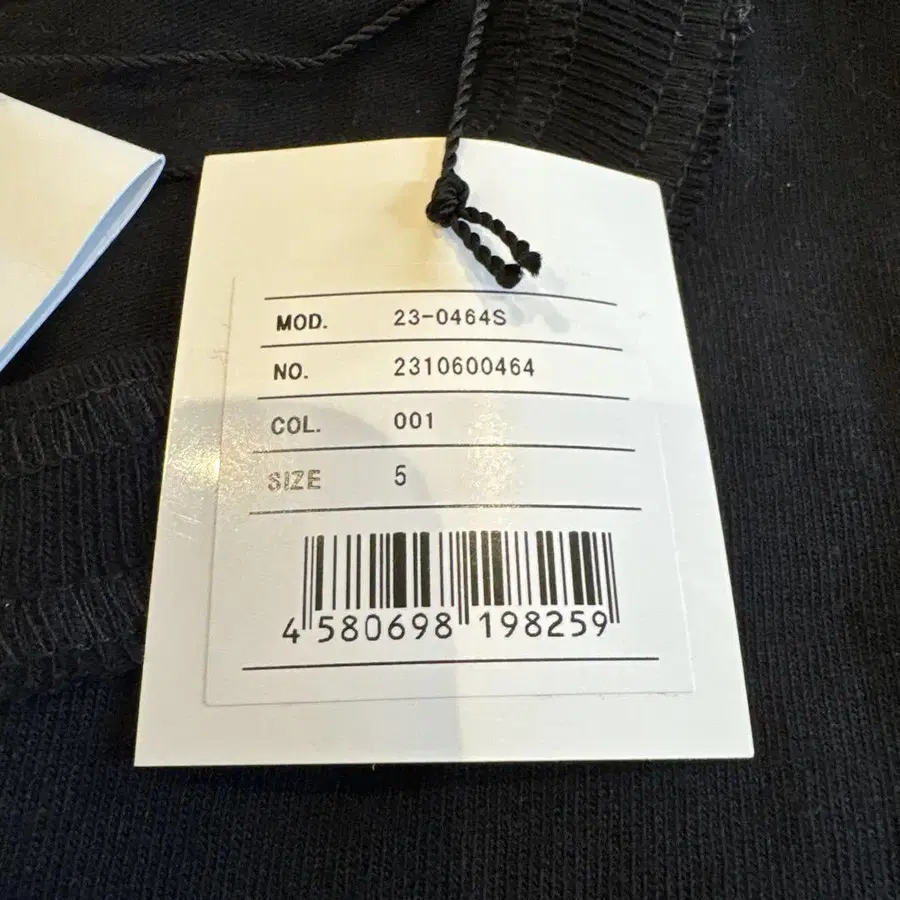 MOD. 23-0464S
NO. 2310600464
COL. 001
SIZE 5
4 580698 198259